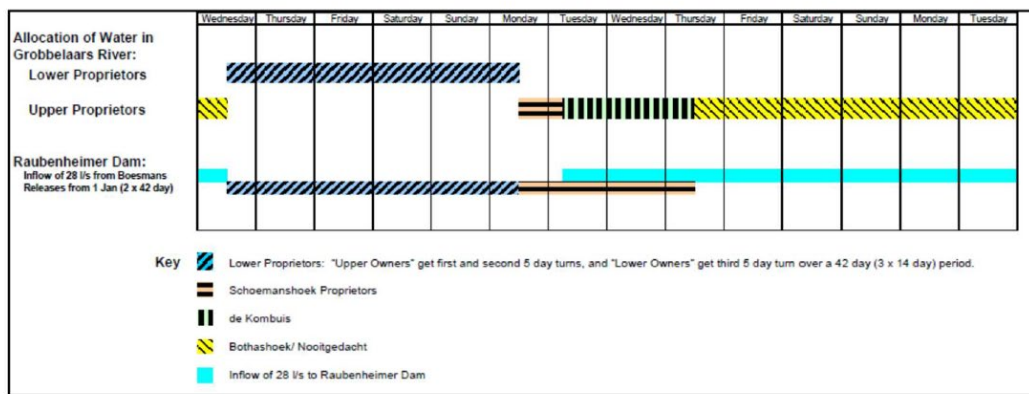 Wednesday Thursday Friday Saturday Sunday Monday Tuesday Wednesday Thursday Friday Saturday Sunday Monday Tuesday
Allocation of Water in
Grobbelaars River:
Lower Proprietors
Upper Proprietors
Raubenheimer Dam:
Inflow of 28 l/s from Boesmans
Releases from 1 Jan (2 x 42 day)
Key
Lower Proprietors: "Upper Owners" get first and second 5 day turns, and "Lower Owners" get third 5 day turn over a 42 day (3 x 14 day) period.
Schoemanshoek Proprietors
de Kombuis
Bothashoek/ Nooitgedacht
Inflow of 28 l/s to Raubenheimer Dam